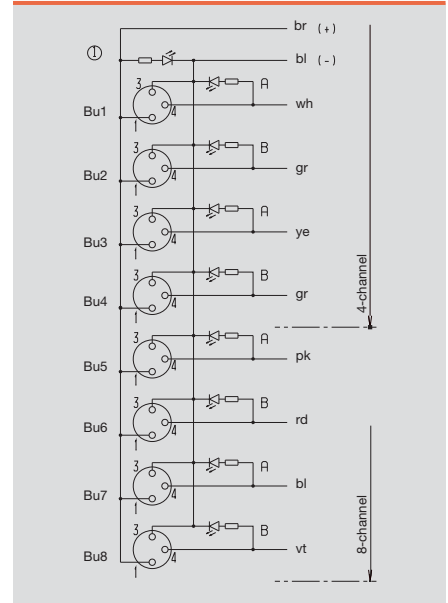 br (+)
① bl (-)
3 A
Bu1 4 wh
1
3 B
Bu2 4 gr
1
3 A
Bu3 4 ye
1
3 B
Bu4 4 gr
1
4-channel
3 A
Bu5 4 pk
1
3 B
Bu6 4 rd
1
3 A
Bu7 4 bl
1
3 B
Bu8 4 vt
1
8-channel